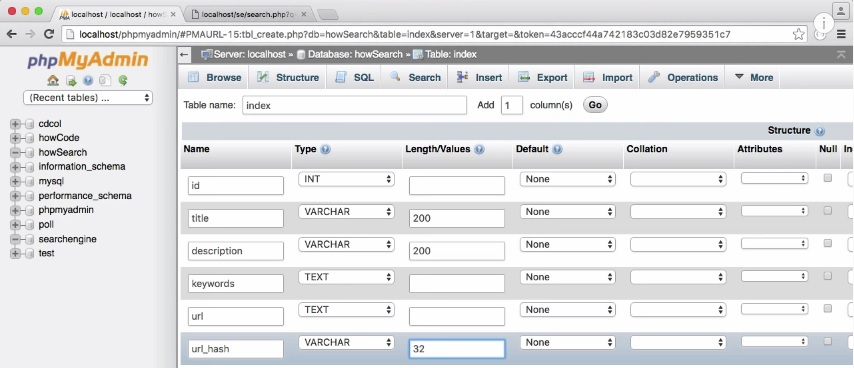 localhost / localhost / how
localhost/se/search.php?q
localhost/phpmyadmin/#PMAURL-15:tbl_create.php?db=howSearch&table=index&server=1&target=&token=43acccf44a742183c03d82e7959351c7
phpMyAdmin
(Recent tables) ...
cdcol
howCode
howSearch
information_schema
mysql
performance_schema
phpmyadmin
poll
searchengine
test
Server: localhost » Database: howSearch » Table: index
Browse Structure SQL Search Insert Export Import Operations More
Table name: index Add 1 column(s) Go
Structure
Name Type Length/Values Default Collation Attributes Null In
id INT None
title VARCHAR 200 None
description VARCHAR 200 None
keywords TEXT None
url TEXT None
url_hash VARCHAR 32 None